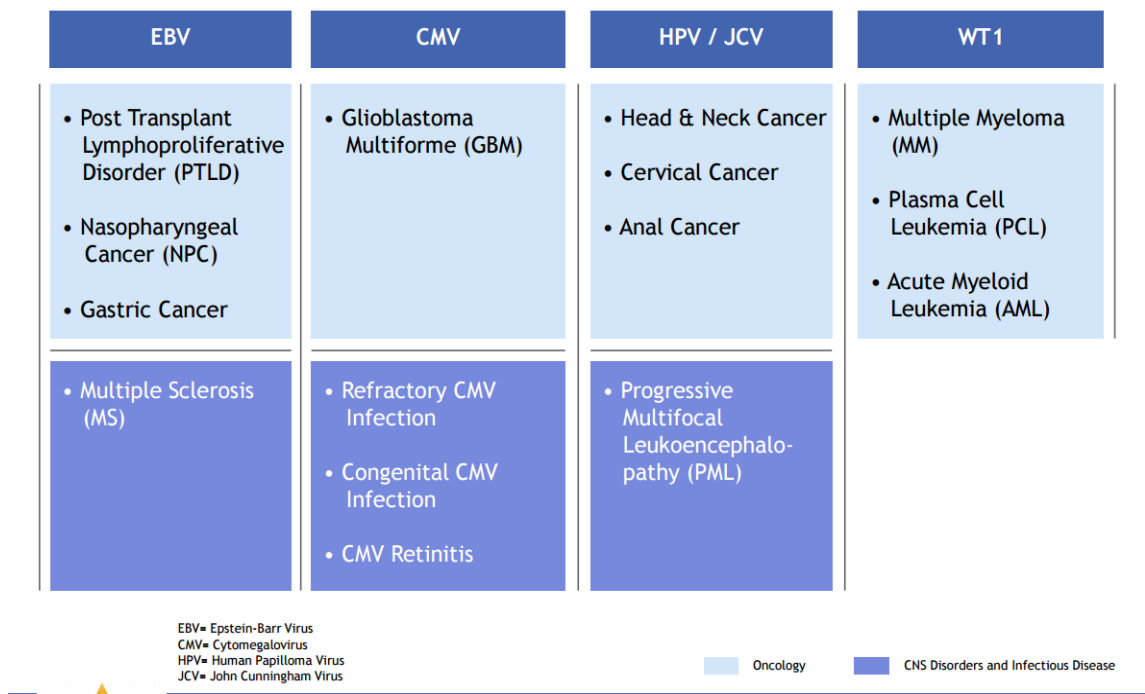 EBV
CMV
HPV / JCV
WT1
• Post Transplant
Lymphoproliferative
Disorder (PTLD)
• Nasopharyngeal
Cancer (NPC)
• Gastric Cancer
• Glioblastoma
Multiforme (GBM)
• Head & Neck Cancer
• Cervical Cancer
• Anal Cancer
• Multiple Myeloma
(MM)
• Plasma Cell
Leukemia (PCL)
• Acute Myeloid
Leukemia (AML)
• Multiple Sclerosis
(MS)
• Refractory CMV
Infection
• Congenital CMV
Infection
• CMV Retinitis
• Progressive
Multifocal
Leukoencephalo-
pathy (PML)
EBV= Epstein-Barr Virus
CMV= Cytomegalovirus
HPV= Human Papilloma Virus
JCV= John Cunningham Virus
Oncology
CNS Disorders and Infectious Disease